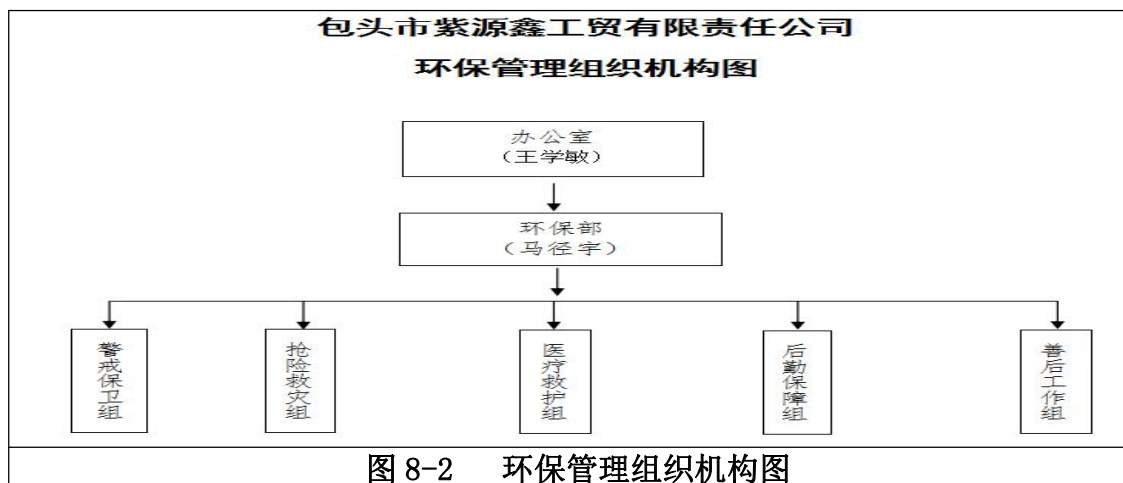 包头市紫源鑫工贸有限责任公司
环保管理组织机构图
办公室
（王学敏）
环保部
（马径宇）
警戒保卫组
抢险救灾组
医疗救护组
后勤保障组
善后工作组
图 8-2 环保管理组织机构图